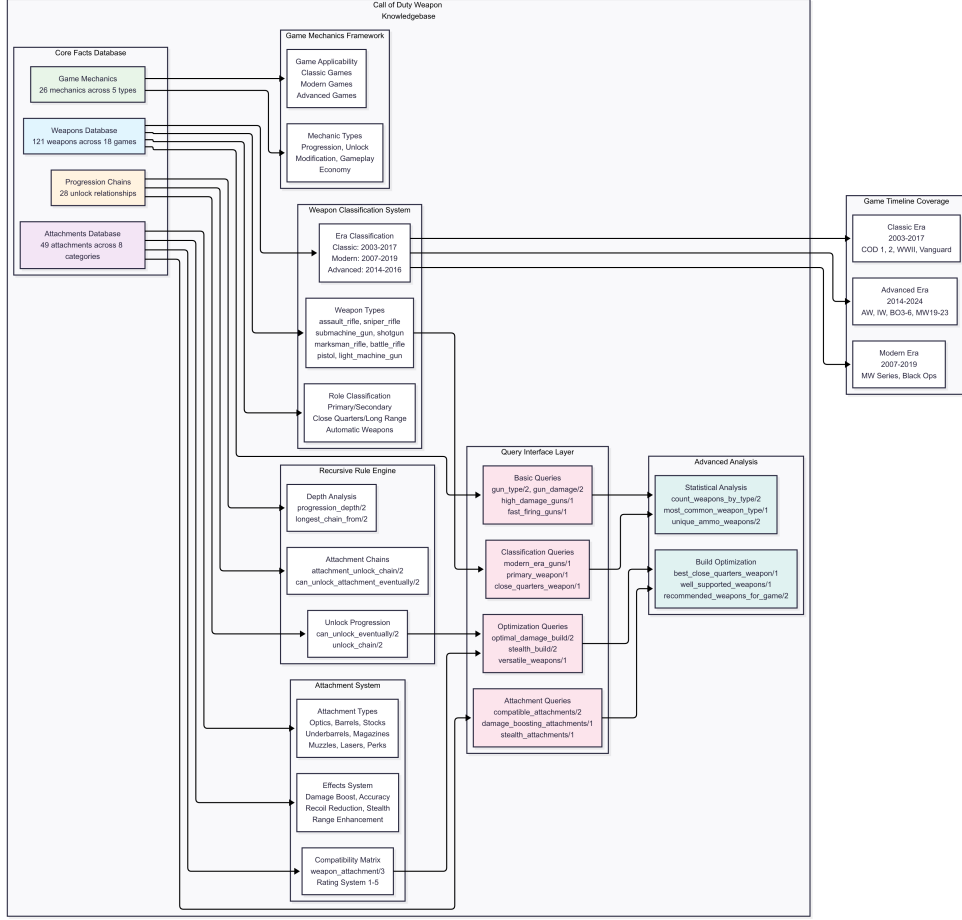 Call of Duty Weapon
Knowledgebase
Core Facts Database
Game Mechanics
26 mechanics across 5 types
Weapons Database
121 weapons across 18 games
Progression Chains
28 unlock relationships
Attachments Database
49 attachments across 8
categories
Game Mechanics Framework
Game Applicability
Classic Games
Modern Games
Advanced Games
Mechanic Types
Progression, Unlock
Modification, Gameplay
Economy
Weapon Classification System
Era Classification
Classic: 2003-2017
Modern: 2007-2019
Advanced: 2014-2016
Weapon Types
assault_rifle, sniper_rifle
submachine_gun, shotgun
marksman_rifle, battle_rifle
pistol, light_machine_gun
Role Classification
Primary/Secondary
Close Quarters/Long Range
Automatic Weapons
Game Timeline Coverage
Classic Era
2003-2017
COD 1, 2, WWII, Vanguard
Advanced Era
2014-2024
AW, IW, BO3-6, MW19-23
Modern Era
2007-2019
MW Series, Black Ops
Recursive Rule Engine
Depth Analysis
progression_depth/2
longest_chain_from/2
Attachment Chains
attachment_unlock_chain/2
can_unlock_attachment_eventually/2
Unlock Progression
can_unlock_eventually/2
unlock_chain/2
Query Interface Layer
Basic Queries
gun_type/2, gun_damage/2
high_damage_guns/1
fast_firing_guns/1
Classification Queries
modern_era_guns/1
primary_weapon/1
close_quarters_weapon/1
Optimization Queries
optimal_damage_build/2
stealth_build/2
versatile_weapons/1
Attachment Queries
compatible_attachments/2
damage_boosting_attachments/1
stealth_attachments/1
Advanced Analysis
Statistical Analysis
count_weapons_by_type/2
most_common_weapon_type/1
unique_ammo_weapons/2
Build Optimization
best_close_quarters_weapon/1
well_supported_weapons/1
recommended_weapons_for_game/2
Attachment System
Attachment Types
Optics, Barrels, Stocks
Underbarrels, Magazines
Muzzles, Lasers, Perks
Effects System
Damage Boost, Accuracy
Recoil Reduction, Stealth
Range Enhancement
Compatibility Matrix
weapon_attachment/3
Rating System 1-5